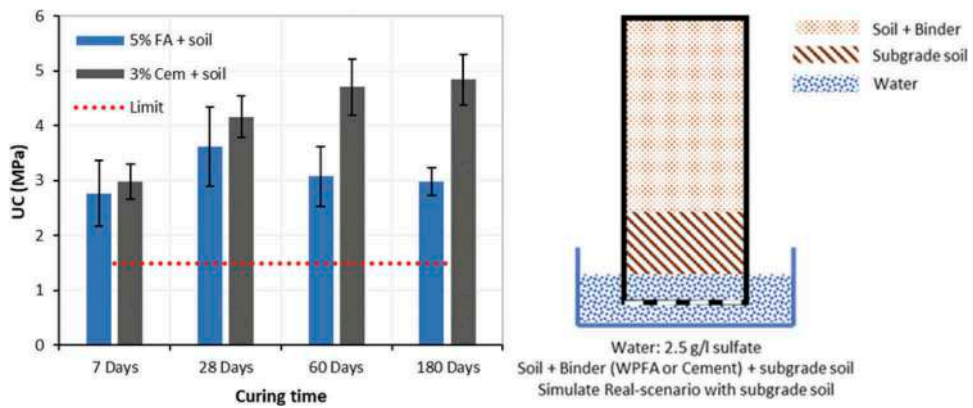 6
5
4
3
2
1
0
UC (MPa)
5% FA + soil
3% Cem + soil
Limit
7 Days
28 Days
60 Days
180 Days
Curing time
Soil + Binder
Subgrade soil
Water
Water: 2.5 g/l sulfate
Soil + Binder (WPFA or Cement) + subgrade soil
Simulate Real-scenario with subgrade soil